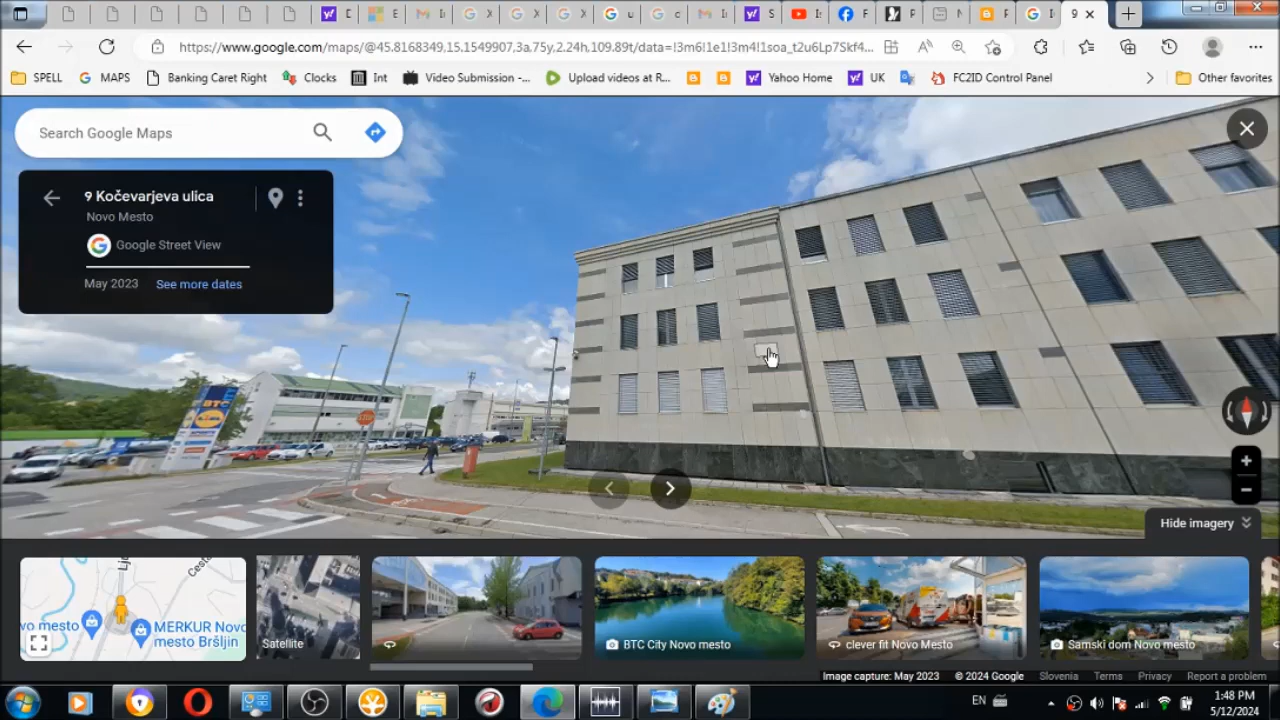 https://www.google.com/maps/@45.8168349,15.1549907,3a.75y,2.24h,109.89t/data=!3m6!1e1!3m4!1soa_t2u6Lp7Skf4...
SPELL MAPS Banking Caret Right Clocks Int Video Submission -... Upload videos at R... Yahoo Home UK FC2ID Control Panel Other favorites
Search Google Maps
9 Kočevarjeva ulica
Novo Mesto
Google Street View
May 2023 See more dates
BTC
LIDL
Hide imagery
vo mesto
MERKUR Novo
mesto Bršljin
Satellite
BTC City Novo mesto
clever fit Novo Mesto
Samski dom Novo mesto
Image capture: May 2023 © 2024 Google Slovenia Terms Privacy Report a problem
EN
1:48 PM
5/12/2024